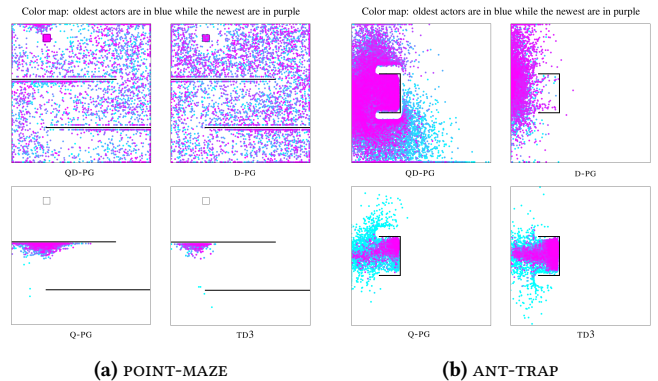 Color map: oldest actors are in blue while the newest are in purple
Color map: oldest actors are in blue while the newest are in purple
QD-PG
D-PG
QD-PG
D-PG
Q-PG
TD3
Q-PG
TD3
(a) POINT-MAZE
(b) ANT-TRAP